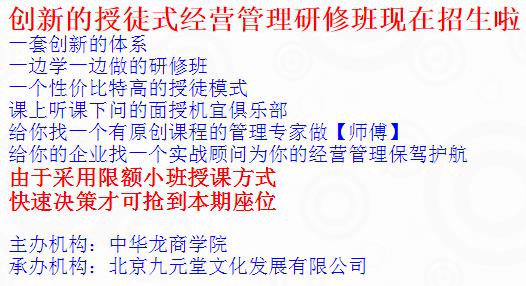 创新的授徒式经营管理研修班现在招生啦
一套创新的体系
一边学一边做的研修班
一个性价比特高的授徒模式
课上听课下问的面授机宜俱乐部
给你找一个有原创课程的管理专家做【师傅】
给你的企业找一个实战顾问为你的经营管理保驾护航
由于采用限额小班授课方式
快速决策才可抢到本期座位
主办机构：中华龙商学院
承办机构：北京九元堂文化发展有限公司